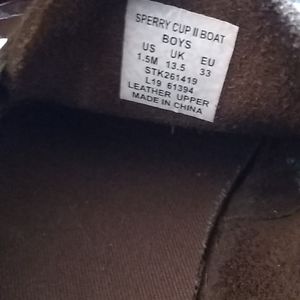 SPERRY CUP II BOAT
BOYS
US UK EU
1.5M 13.5 33
STK261419
L19 61394
LEATHER UPPER
MADE IN CHINA